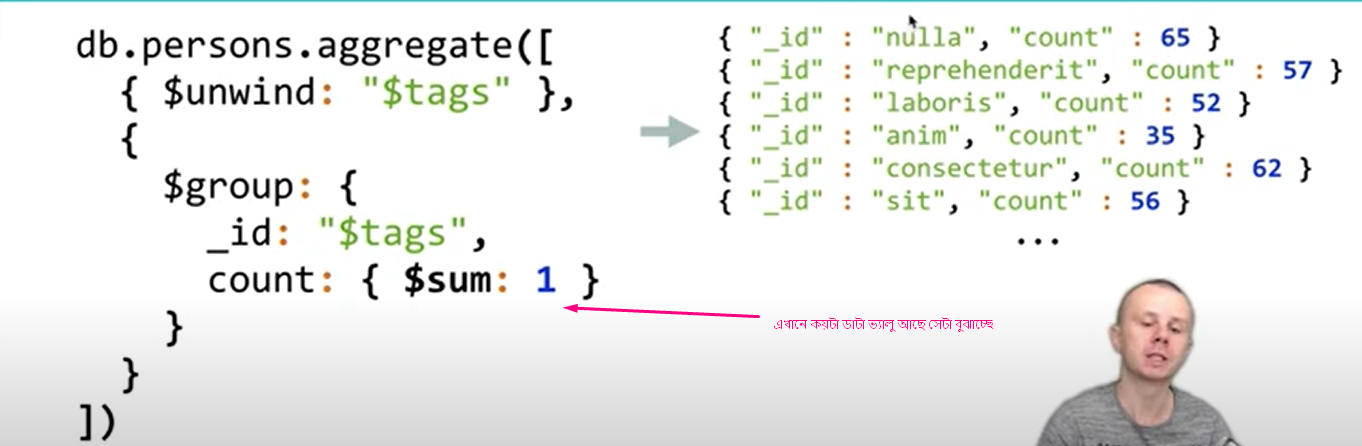 db.persons.aggregate([
{ $unwind: "$tags" },
{
$group: {
_id: "$tags",
count: { $sum: 1 }
}
}
])
{ "_id" : "nulla", "count" : 65 }
{ "_id" : "reprehenderit", "count" : 57 }
{ "_id" : "laboris", "count" : 52 }
{ "_id" : "anim", "count" : 35 }
{ "_id" : "consectetur", "count" : 62 }
{ "_id" : "sit", "count" : 56 }
...
এখানে কয়টা ডাটা ভ্যালু আছে সেটা বুঝাচ্ছে